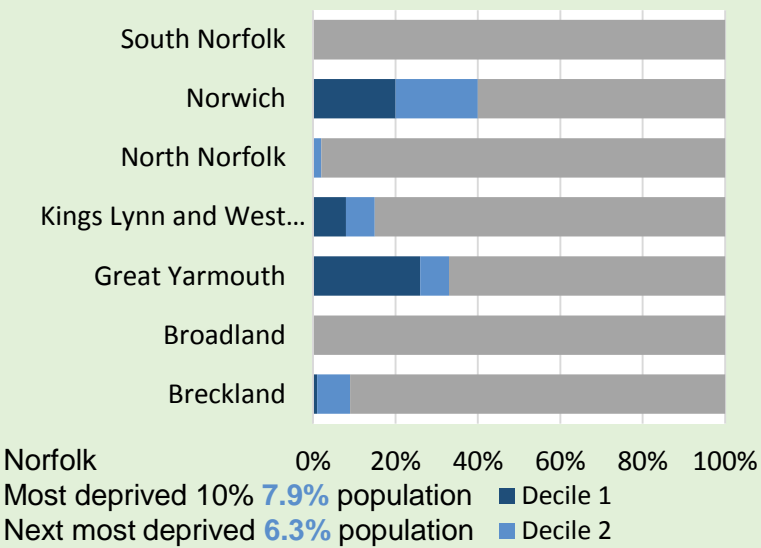 South Norfolk
Norwich
North Norfolk
Kings Lynn and West...
Great Yarmouth
Broadland
Breckland
Norfolk 0% 20% 40% 60% 80% 100%
Most deprived 10% 7.9% population Decile 1
Next most deprived 6.3% population Decile 2